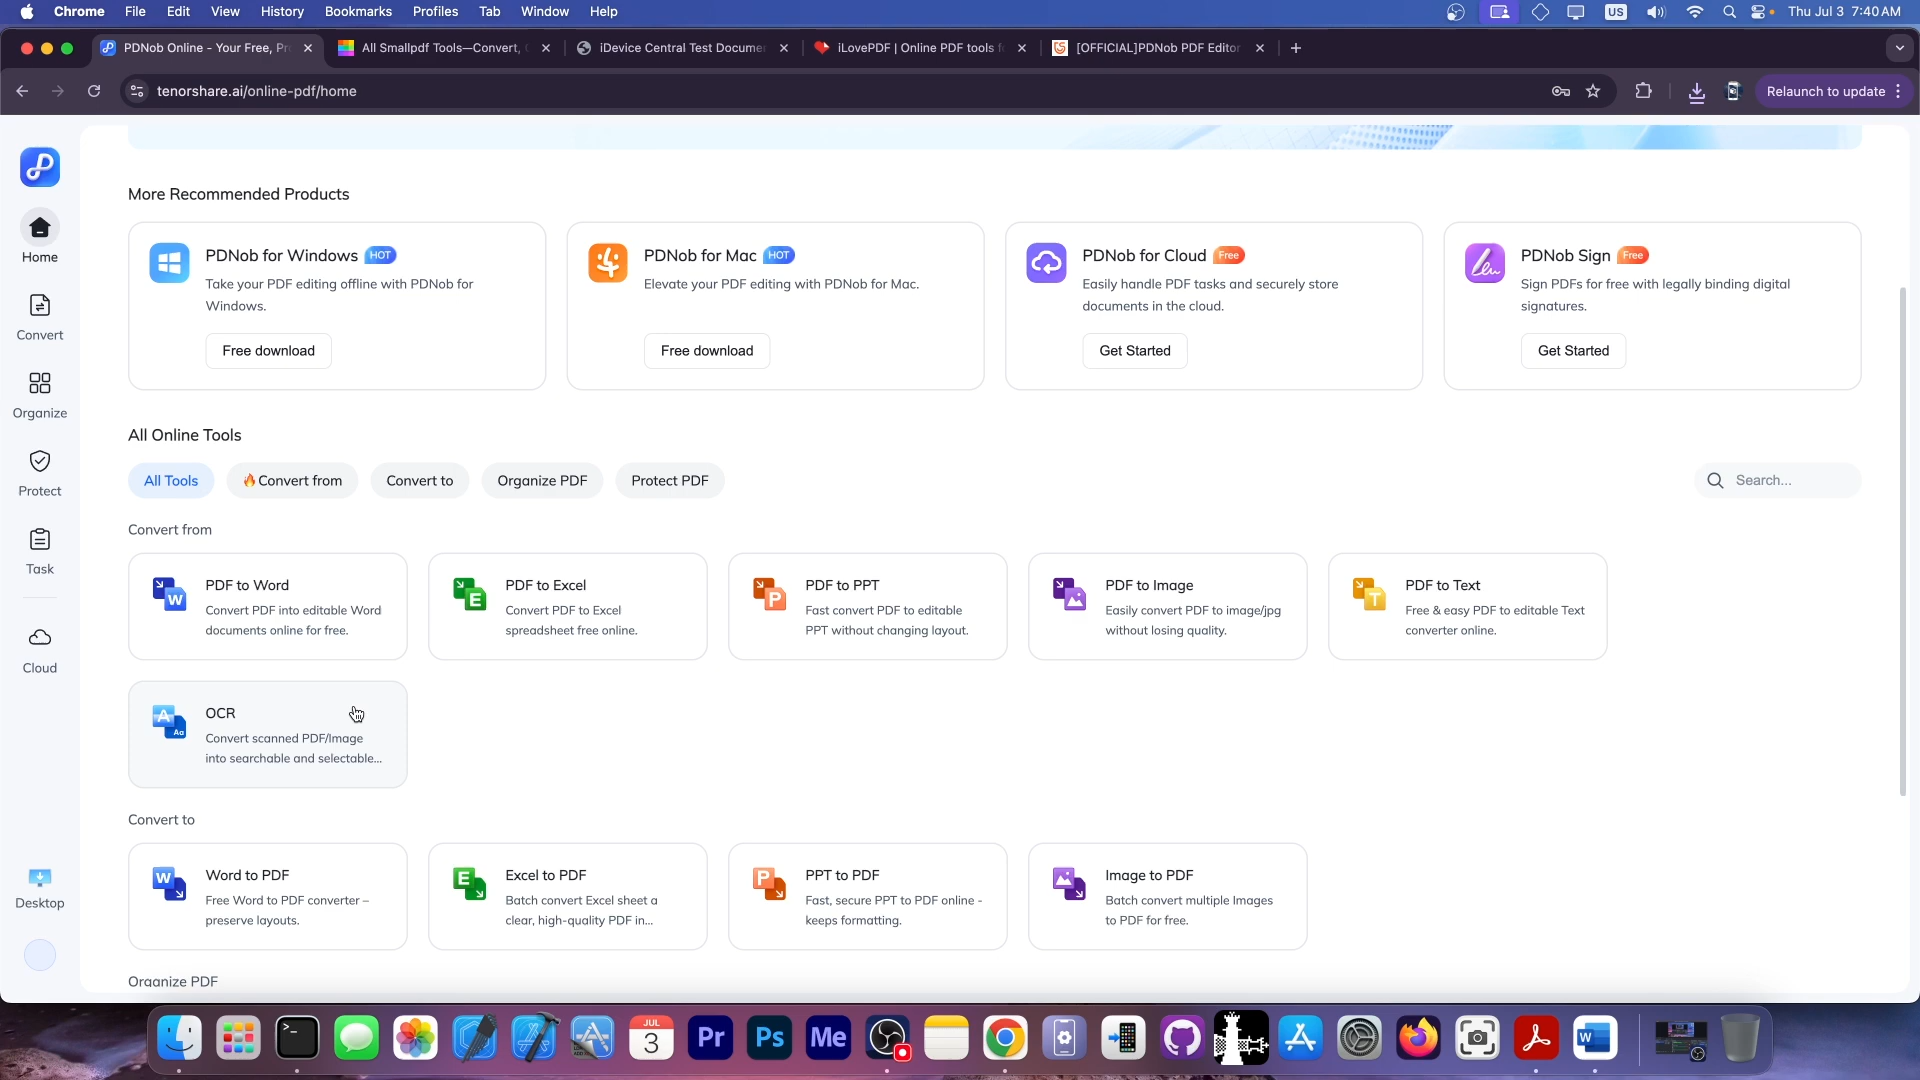 Chrome File Edit View History Bookmarks Profiles Tab Window Help US Thu Jul 3 7:40 AM
PDNob Online - Your Free, Pr
All Smallpdf Tools—Convert,
iDevice Central Test Docume
iLovePDF | Online PDF tools f
[OFFICIAL]PDNob PDF Editor
tenorshare.ai/online-pdf/home
Relaunch to update
Home
Convert
Organize
Protect
Task
Cloud
Desktop
More Recommended Products
PDNob for Windows HOT
Take your PDF editing offline with PDNob for
Windows.
Free download
PDNob for Mac HOT
Elevate your PDF editing with PDNob for Mac.
Free download
PDNob for Cloud Free
Easily handle PDF tasks and securely store
documents in the cloud.
Get Started
PDNob Sign Free
Sign PDFs for free with legally binding digital
signatures.
Get Started
All Online Tools
All Tools
Convert from
Convert to
Organize PDF
Protect PDF
Search...
Convert from
PDF to Word
Convert PDF into editable Word
documents online for free.
PDF to Excel
Convert PDF to Excel
spreadsheet free online.
PDF to PPT
Fast convert PDF to editable
PPT without changing layout.
PDF to Image
Easily convert PDF to image/jpg
without losing quality.
PDF to Text
Free & easy PDF to editable Text
converter online.
OCR
Convert scanned PDF/Image
into searchable and selectable...
Convert to
Word to PDF
Free Word to PDF converter –
preserve layouts.
Excel to PDF
Batch convert Excel sheet a
clear, high-quality PDF in...
PPT to PDF
Fast, secure PPT to PDF online -
keeps formatting.
Image to PDF
Batch convert multiple Images
to PDF for free.
Organize PDF
JUL
3
Pr
Ps
Me
W